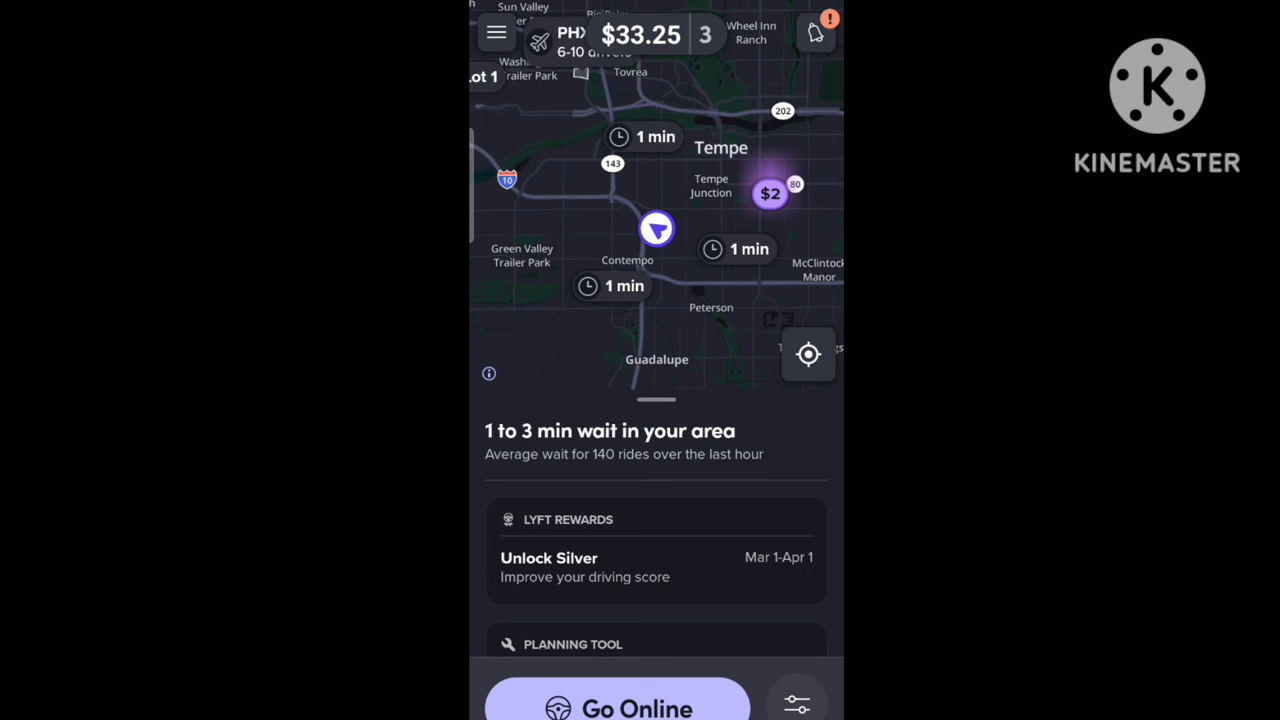 Sun Valley
Wheel Inn
Ranch
PHX
$33.25 3
6-10 drivers
Trailer Park
ot 1
Tovrea
202
1 min
Tempe
143
10
Tempe
Junction
$2
80
Green Valley
Trailer Park
1 min
Contempo
McClintock
Manor
1 min
Peterson
Guadalupe
1 to 3 min wait in your area
Average wait for 140 rides over the last hour
LYFT REWARDS
Unlock Silver
Mar 1-Apr 1
Improve your driving score
PLANNING TOOL
Go Online
K
KINEMASTER